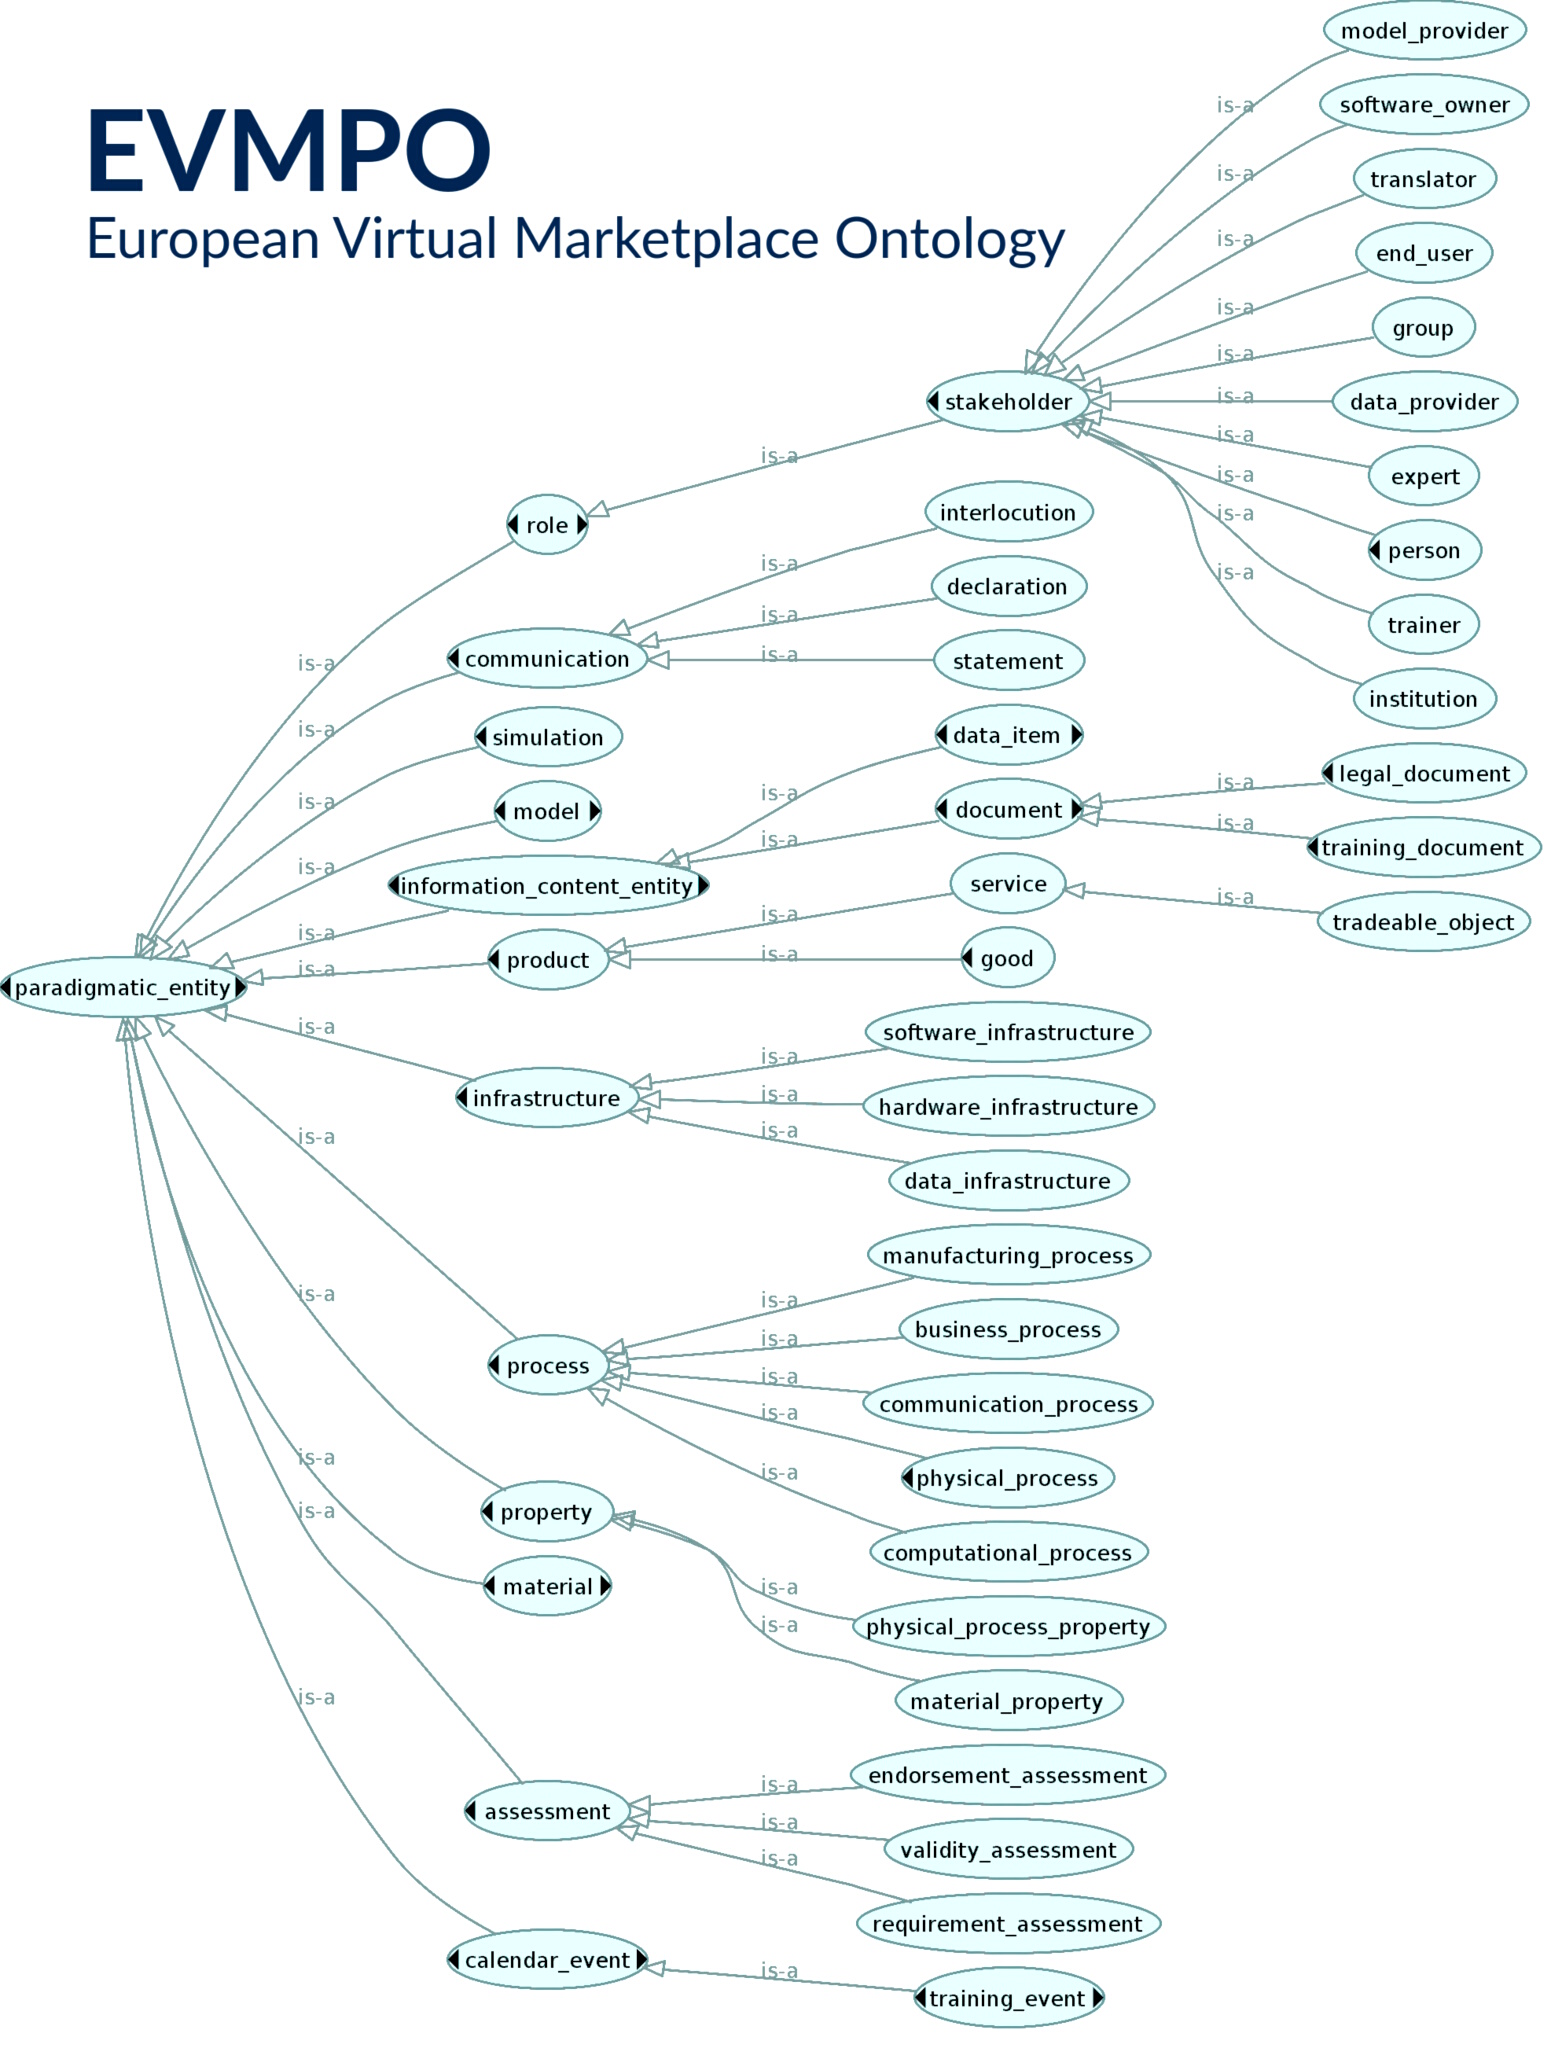 EVMPO
European Virtual Marketplace Ontology
model_provider
is-a
software_owner
is-a
translator
is-a
end_user
is-a
group
is-a
stakeholder
is-a
data_provider
is-a
expert
is-a
is-a
person
is-a
trainer
is-a
institution
role
interlocution
is-a
declaration
is-a
communication
is-a
statement
is-a
is-a
simulation
data_item
legal_document
is-a
is-a
is-a
model
is-a
document
is-a
training_document
is-a
information_content_entity
service
is-a
tradeable_object
is-a
is-a
product
is-a
good
is-a
paradigmatic_entity
is-a
software_infrastructure
is-a
infrastructure
is-a
hardware_infrastructure
is-a
data_infrastructure
is-a
manufacturing_process
is-a
is-a
business_process
is-a
process
is-a
communication_process
is-a
physical_process
is-a
is-a
property
computational_process
material
is-a
physical_process_property
is-a
is-a
material_property
is-a
endorsement_assessment
is-a
assessment
is-a
validity_assessment
is-a
requirement_assessment
calendar_event
is-a
training_event